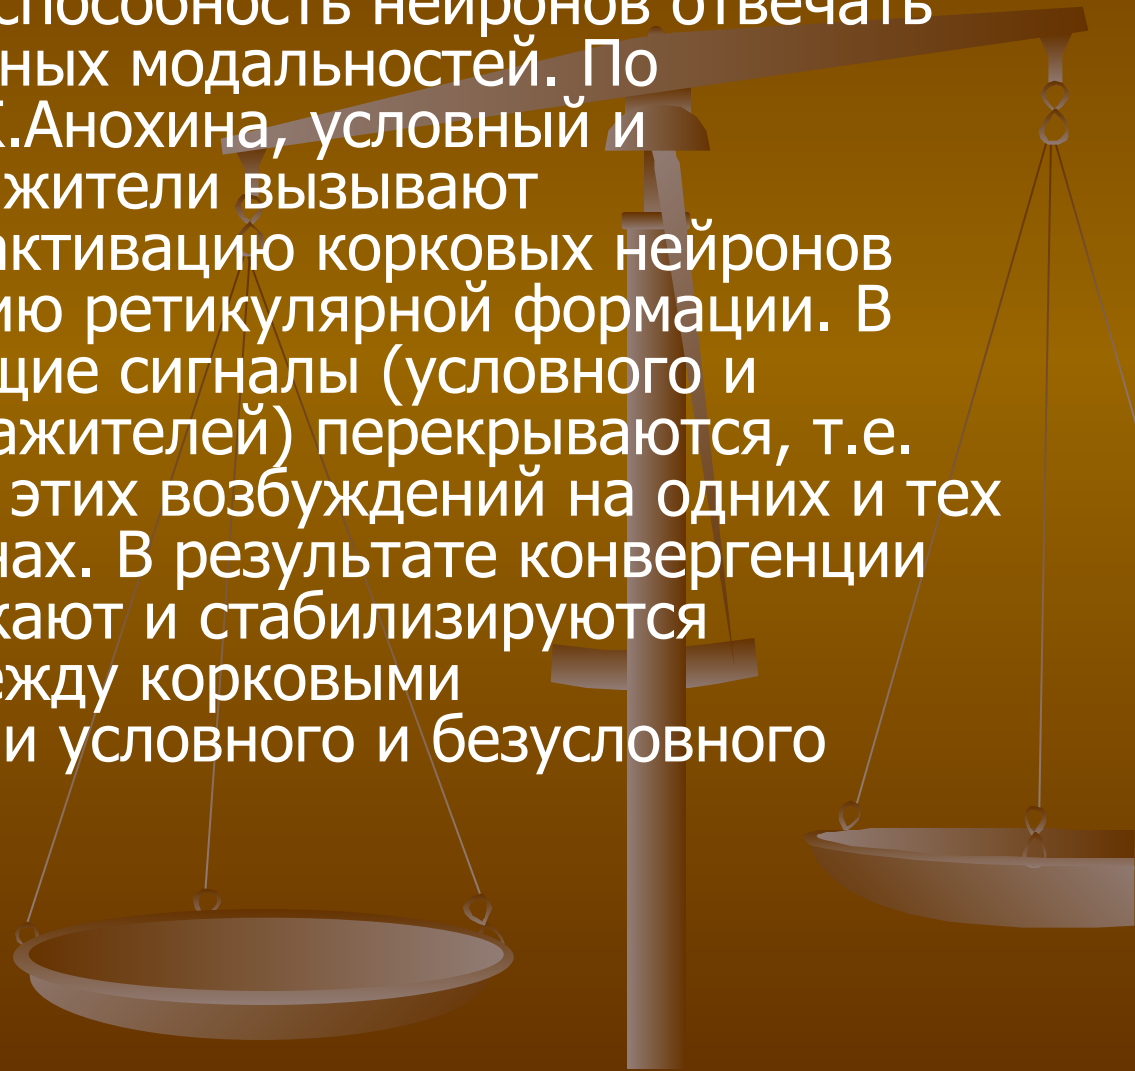 способность нейронов отвечать
ных модальностей. По
К.Анохина, условный и
жители вызывают
активацию корковых нейронов
ию ретикулярной формации. В
щие сигналы (условного и
ажителей) перекрываются, т.е.
этих возбуждений на одних и тех
нах. В результате конвергенции
кают и стабилизируются
ежду корковыми
и условного и безусловного